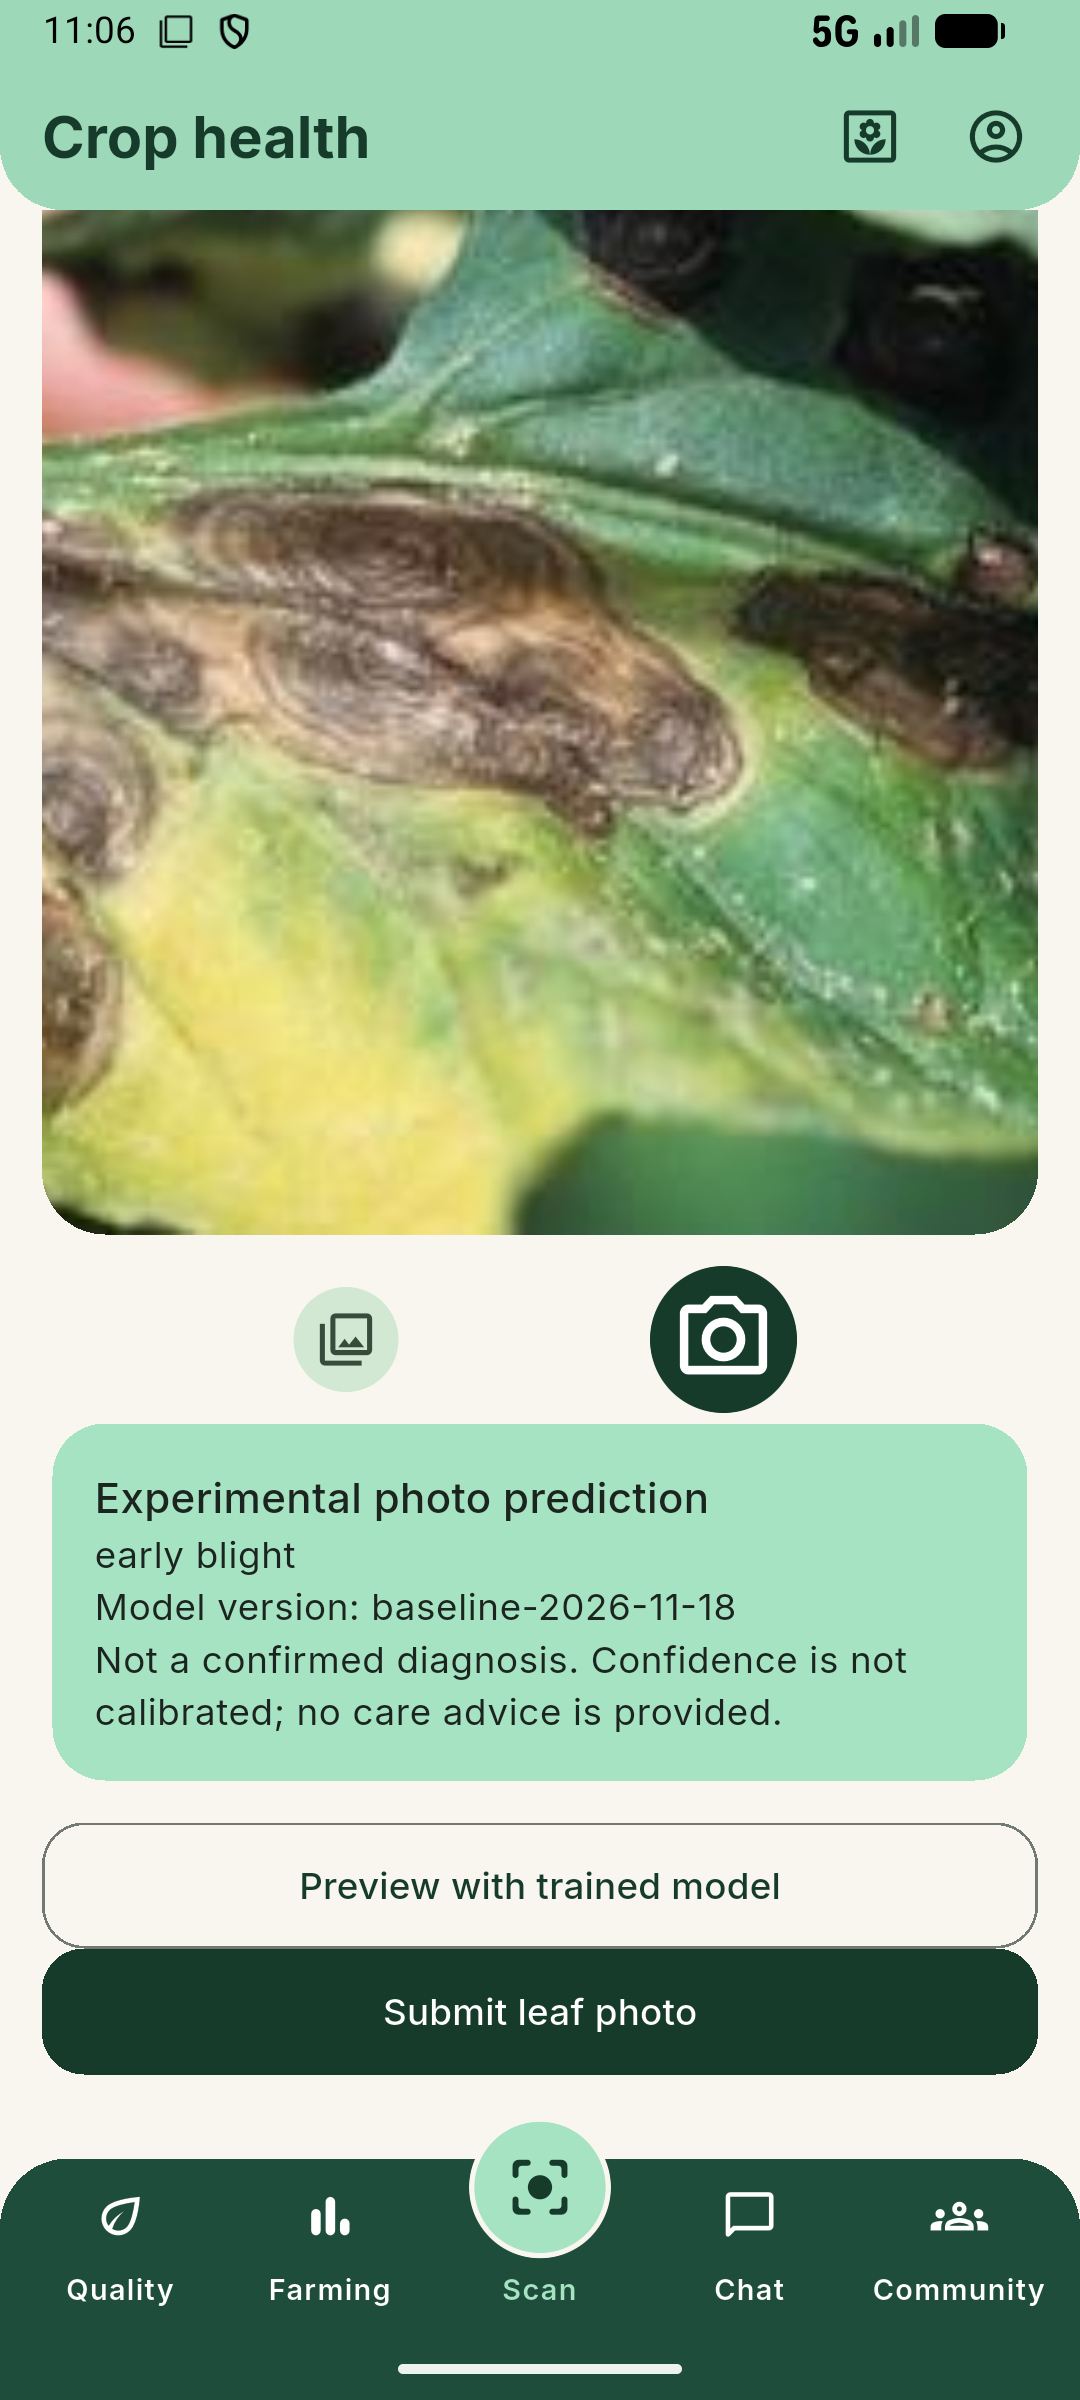 11:06
5G
Crop health
Experimental photo prediction
early blight
Model version: baseline-2026-11-18
Not a confirmed diagnosis. Confidence is not
calibrated; no care advice is provided.
Preview with trained model
Submit leaf photo
Quality
Farming
Scan
Chat
Community